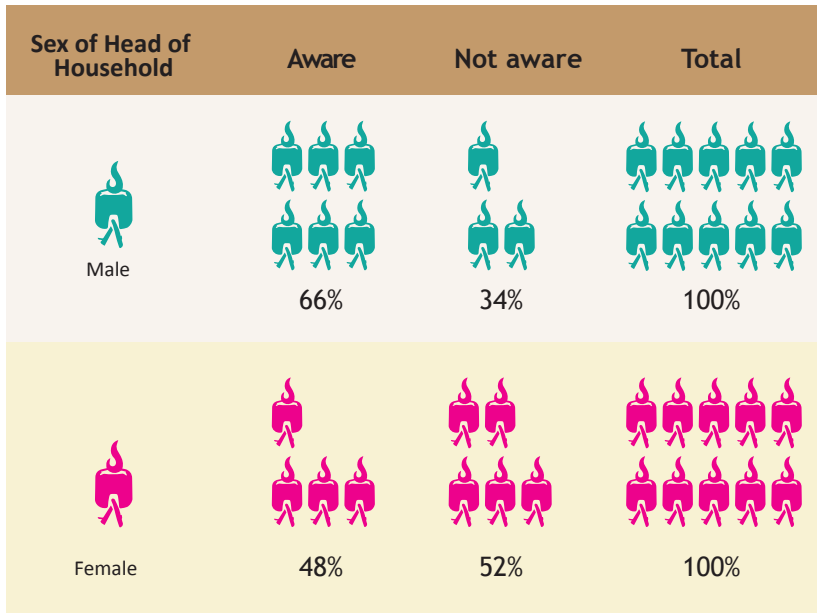 Sex of Head of
Household
Aware
Not aware
Total
Male
66%
34%
100%
Female
48%
52%
100%